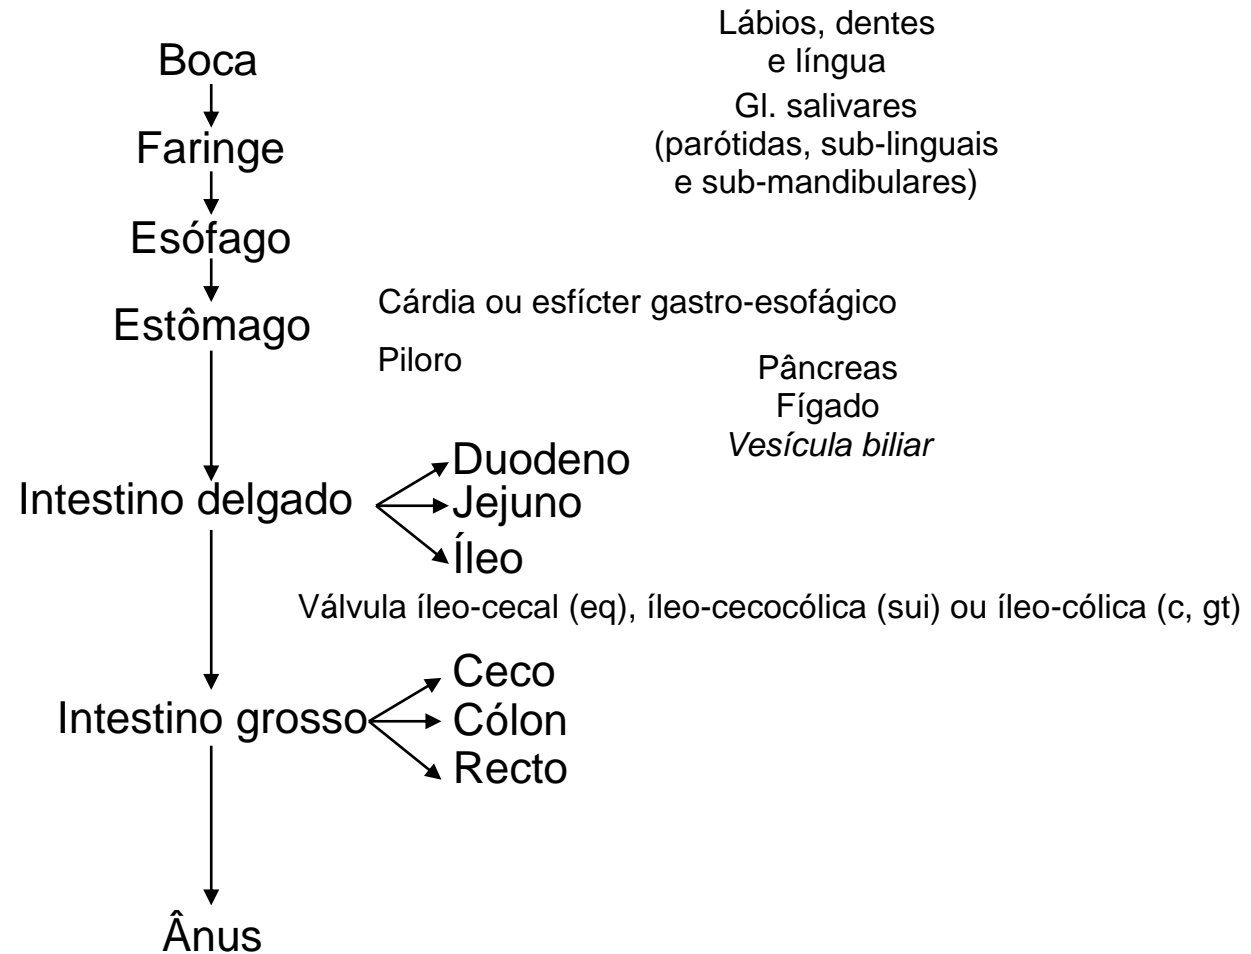 Lábios, dentes
e língua
Boca
Gl. salivares
(parótidas, sub-linguais
e sub-mandibulares)
Faringe
Esófago
Estômago
Cárdia ou esfícter gastro-esofágico
Piloro
Pâncreas
Fígado
Vesícula biliar
Intestino delgado
Duodeno
Jejuno
Íleo
Válvula íleo-cecal (eq), íleo-cecocólica (sui) ou íleo-cólica (c, gt)
Intestino grosso
Ceco
Cólon
Recto
Ânus